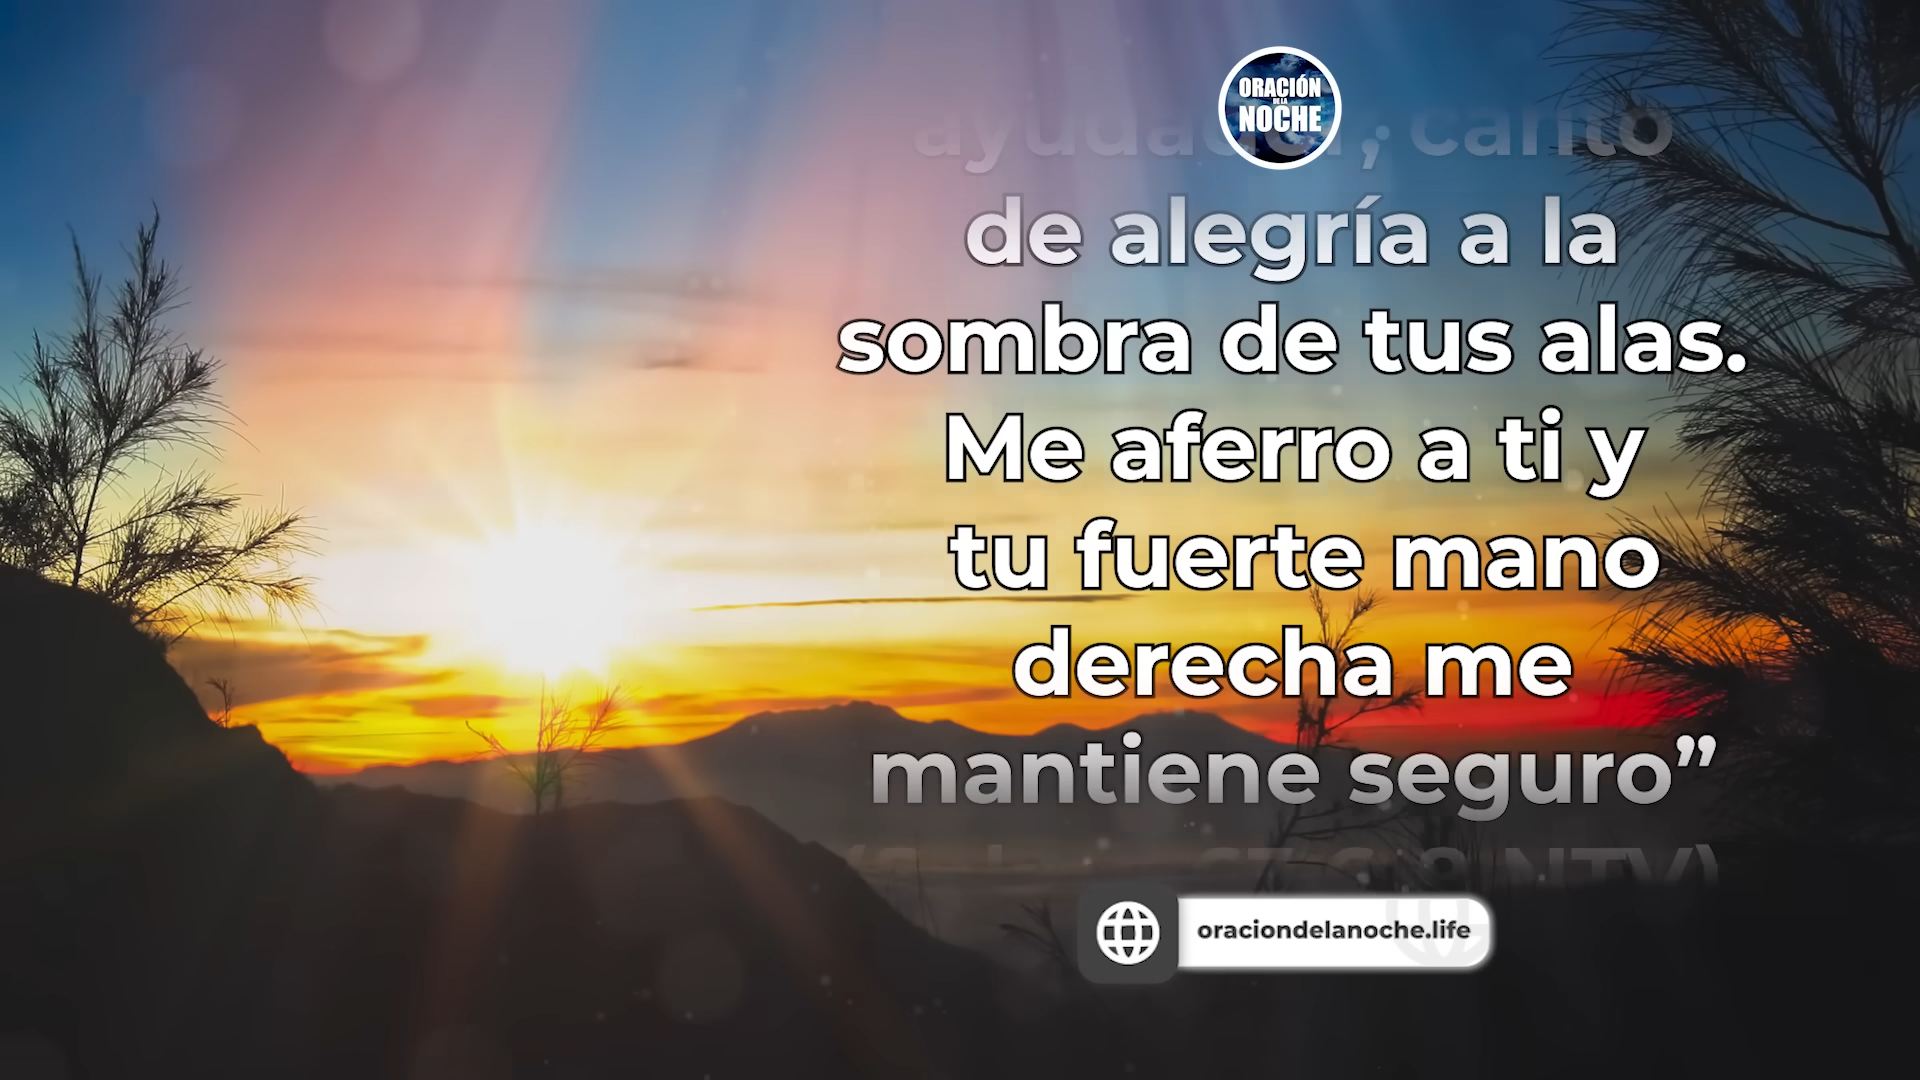 ORACIÓN
DE LA
NOCHE
canto
de alegría a la
sombra de tus alas.
Me aferro a ti y
tu fuerte mano
derecha me
mantiene seguro”
NTV)
oraciondelanoche.life